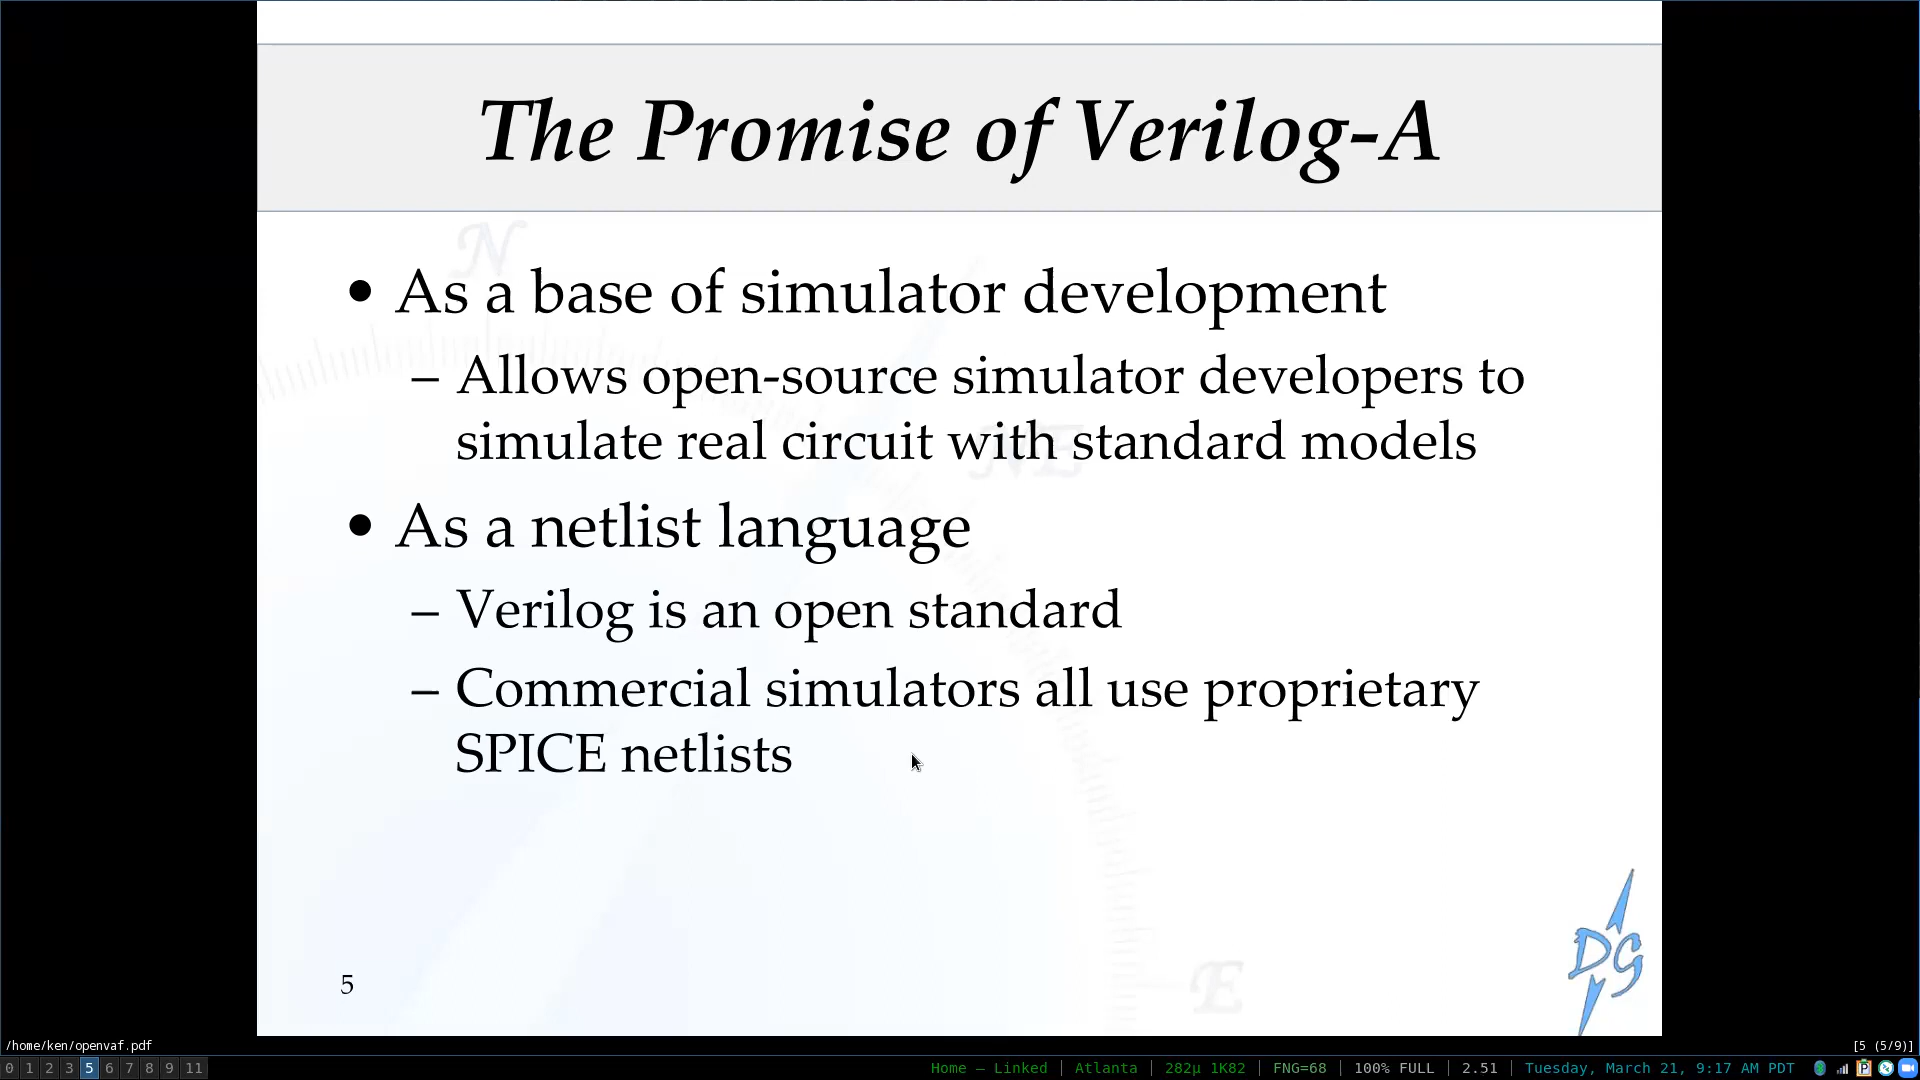 The Promise of Verilog-A
N
• As a base of simulator development
– Allows open-source simulator developers to
simulate real circuit with standard models
NE
• As a netlist language
– Verilog is an open standard
– Commercial simulators all use proprietary
SPICE netlists
E
DG
5
/home/ken/openvaf.pdf
[5 (5/9)]
0 1 2 3 5 6 7 8 9 11
Home — Linked | Atlanta | 282µ 1K82 | FNG=68 | 100% FULL | 2.51 | Tuesday, March 21, 9:17 AM PDT